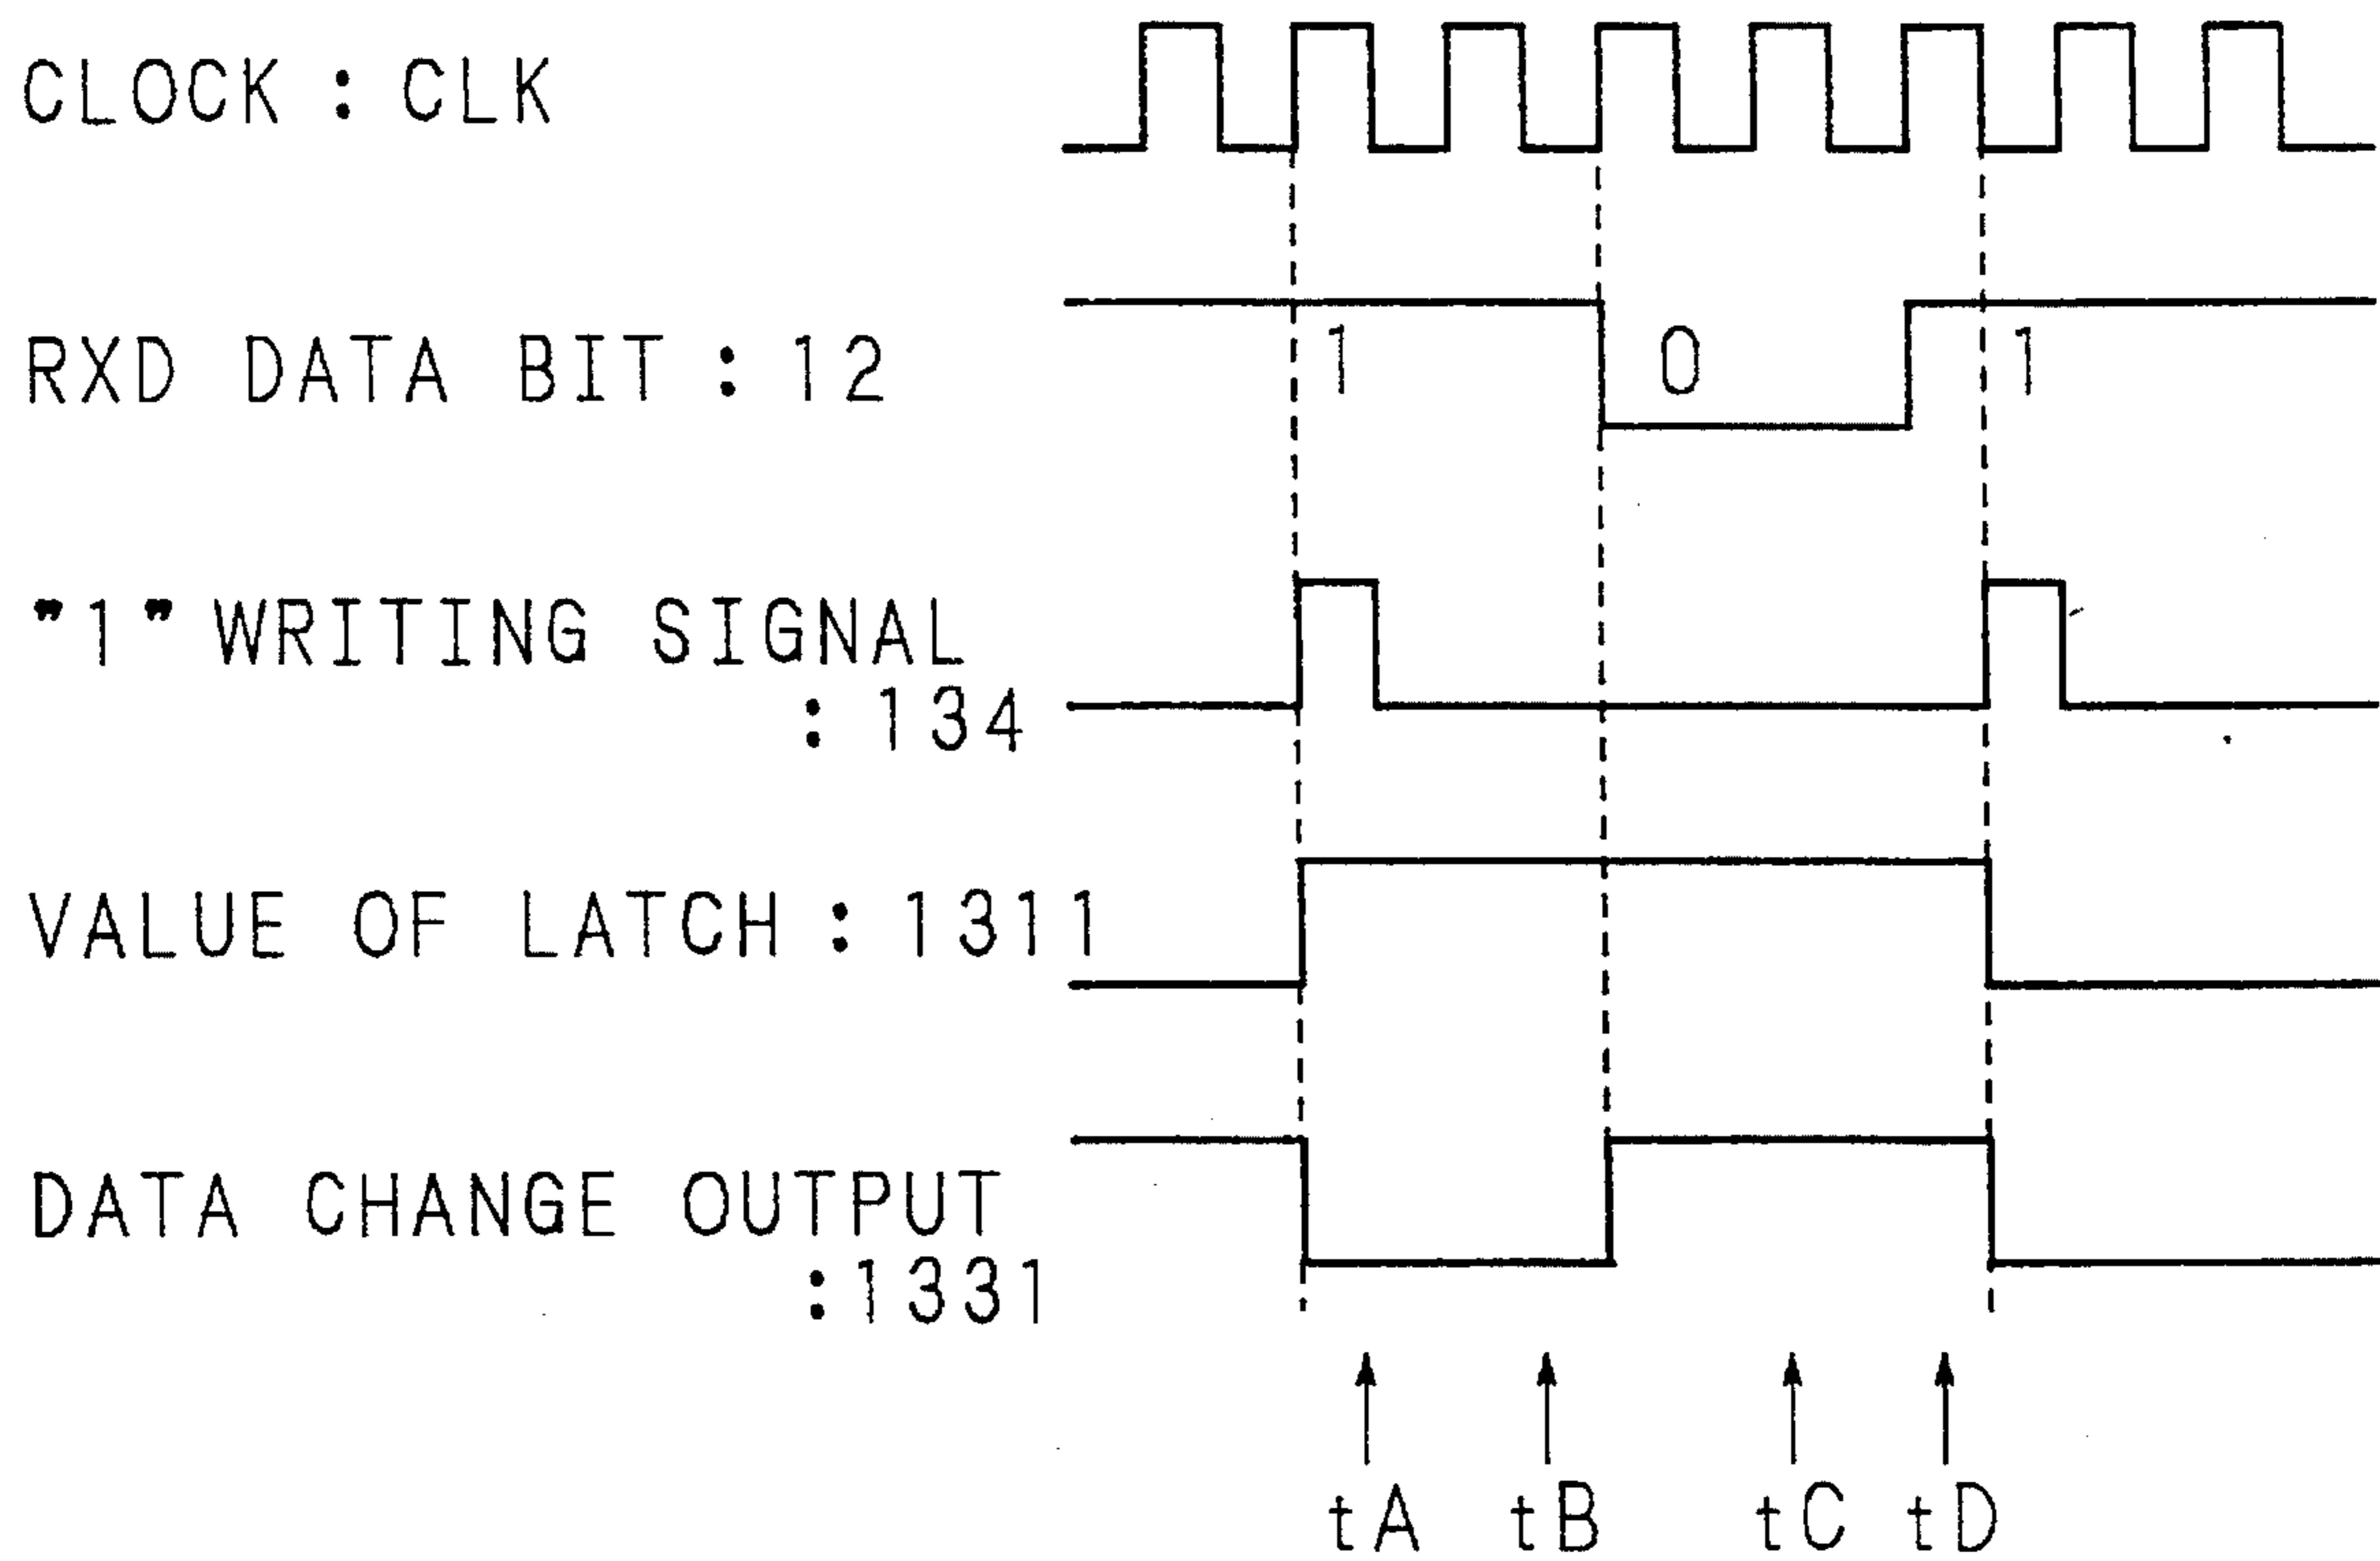 CLOCK : CLK
RXD DATA BIT : 12
1 0 1
"1" WRITING SIGNAL
: 134
VALUE OF LATCH : 1311
DATA CHANGE OUTPUT
: 1331
tA tB tC tD